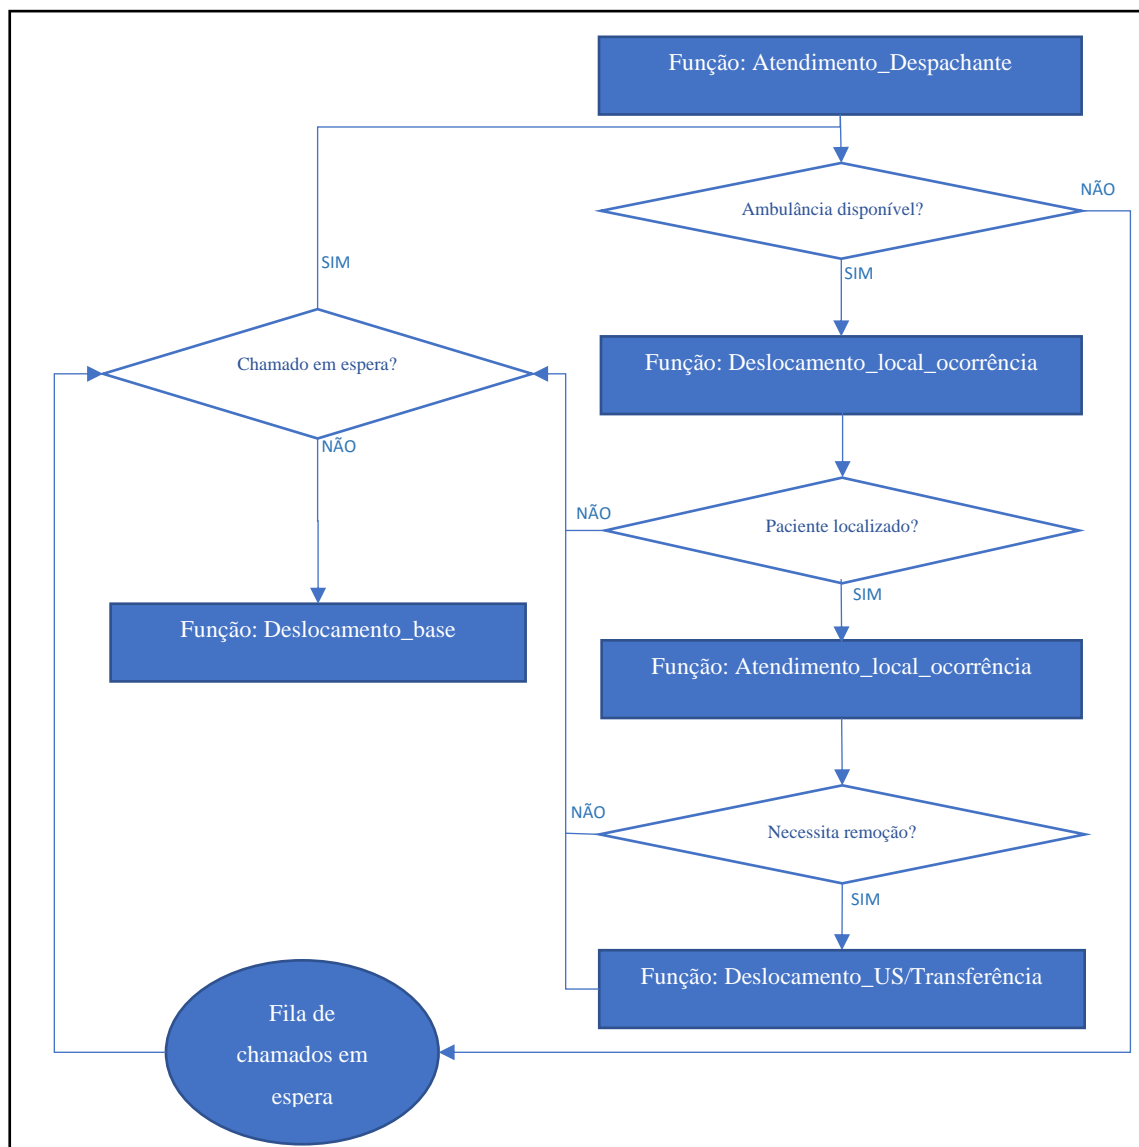 Função: Atendimento_Despachante
NÃO
Ambulância disponível?
SIM
SIM
Função: Deslocamento_local_ocorrência
Chamado em espera?
NÃO
NÃO
Paciente localizado?
SIM
Função: Deslocamento_base
Função: Atendimento_local_ocorrência
NÃO
Necessita remoção?
SIM
Função: Deslocamento_US/Transferência
Fila de
chamados em
espera